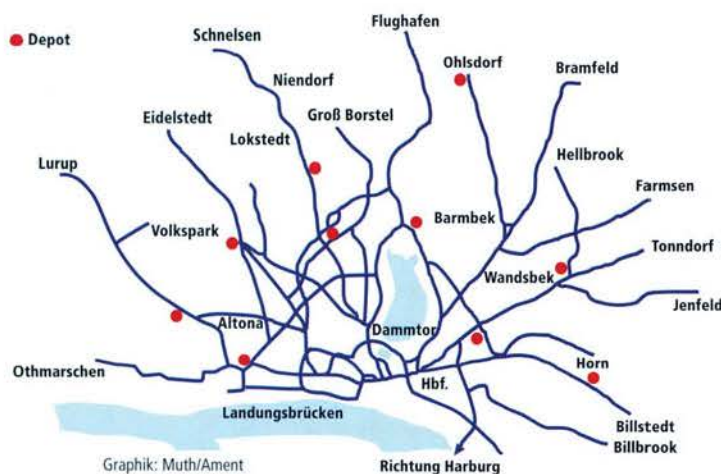 Flughafen
Depot
Schnelsen
Ohlsdorf
Niendorf
Bramfeld
Groß Borstel
Eidelstedt
Lokstedt
Hellbrook
Lurup
Farmsen
Barmbek
Volkspark
Tonndorf
Wandsbek
Jenfeld
Altona
Dammtor
Othmarschen
Horn
Hbf.
Landungsbrücken
Billstedt
Billbrook
Graphik: Muth/Ament
Richtung Harburg